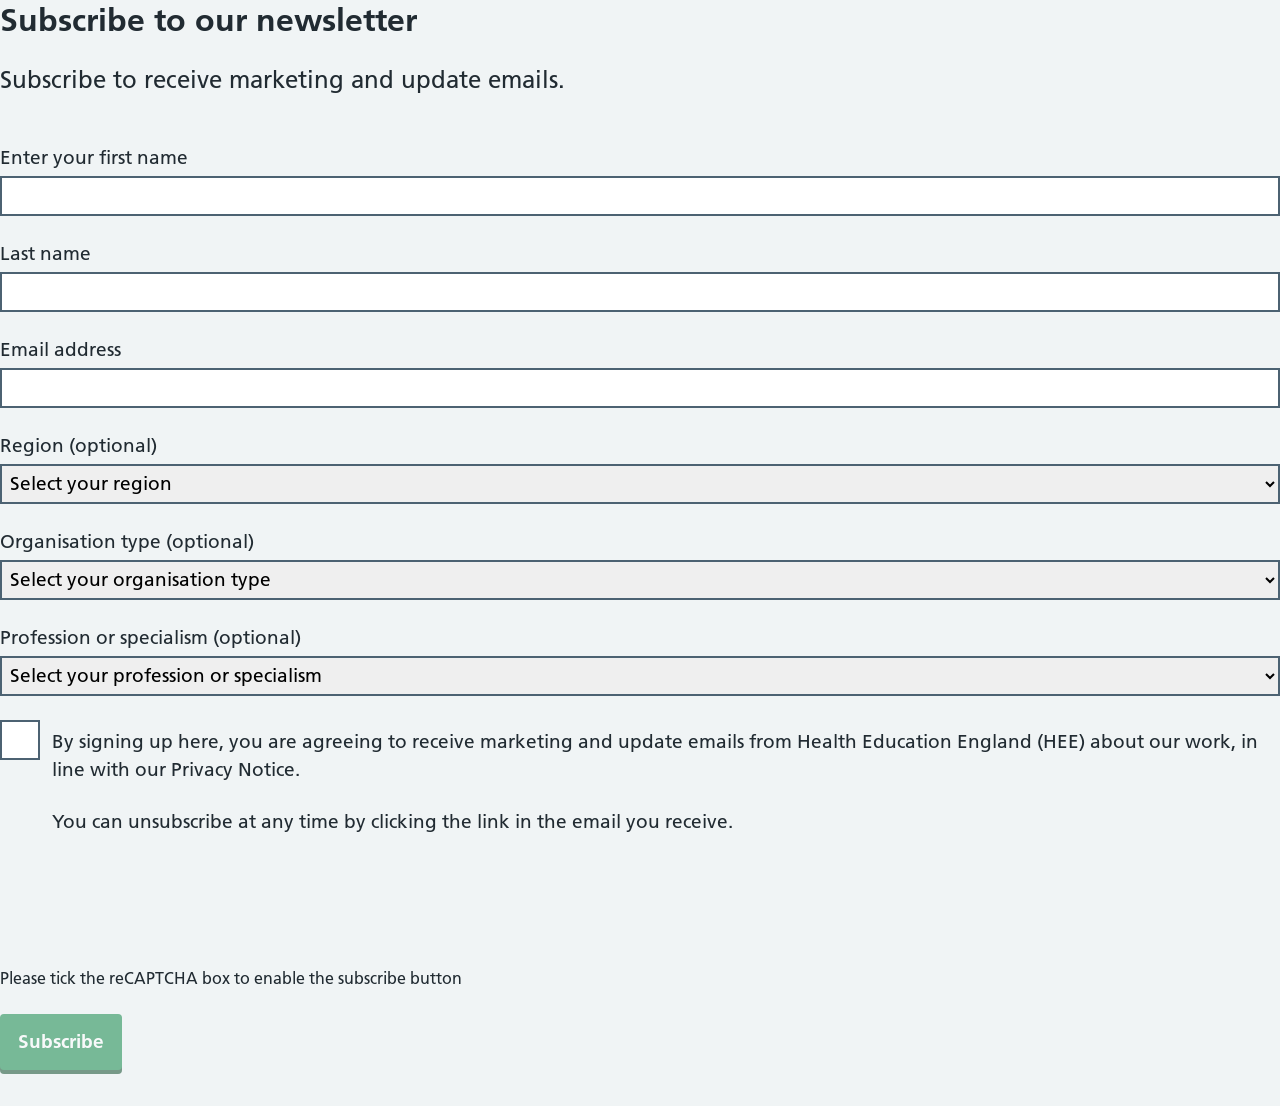 Subscribe to our newsletter
Subscribe to receive marketing and update emails.
Enter your first name
Last name
Email address
Region (optional)
Select your region
Organisation type (optional)
Select your organisation type
Profession or specialism (optional)
Select your profession or specialism
By signing up here, you are agreeing to receive marketing and update emails from Health Education England (HEE) about our work, in
line with our Privacy Notice.
You can unsubscribe at any time by clicking the link in the email you receive.
Please tick the reCAPTCHA box to enable the subscribe button
Subscribe